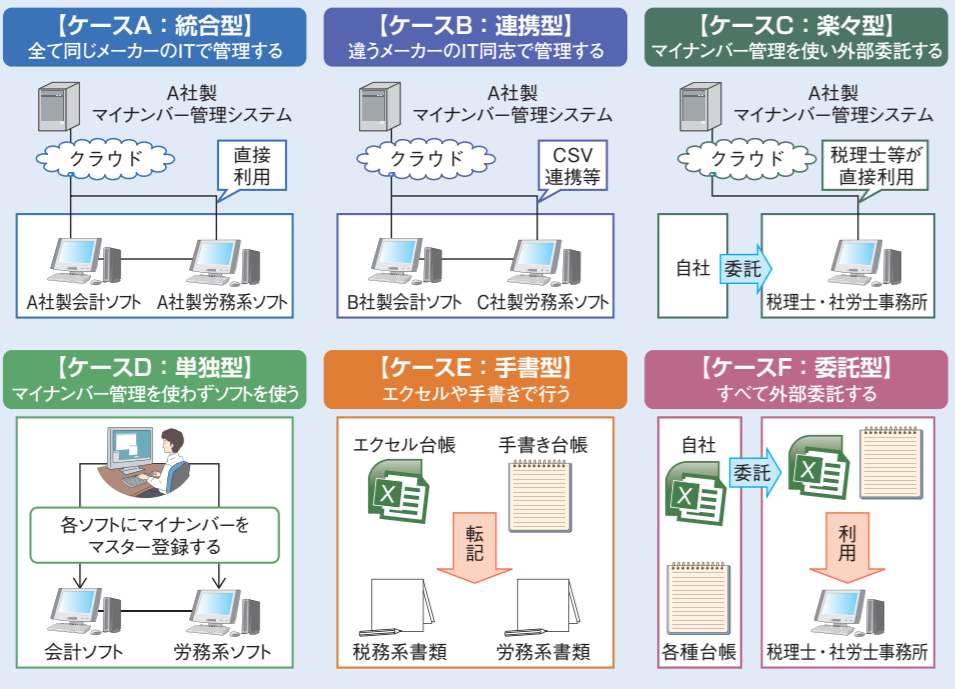 【ケースA：統合型】
全て同じメーカーのITで管理する
A社製
マイナンバー管理システム
クラウド
直接
利用
A社製会計ソフト
A社製労務系ソフト
【ケースB：連携型】
違うメーカーのIT同志で管理する
A社製
マイナンバー管理システム
クラウド
CSV
連携等
B社製会計ソフト
C社製労務系ソフト
【ケースC：楽々型】
マイナンバー管理を使い外部委託する
A社製
マイナンバー管理システム
クラウド
税理士等が
直接利用
自社
委託
税理士・社労士事務所
【ケースD：単独型】
マイナンバー管理を使わずソフトを使う
各ソフトにマイナンバーを
マスター登録する
会計ソフト
労務系ソフト
【ケースE：手書型】
エクセルや手書きで行う
エクセル台帳
手書き台帳
X
転記
税務系書類
労務系書類
【ケースF：委託型】
すべて外部委託する
自社
委託
X
X
利用
各種台帳
税理士・社労士事務所